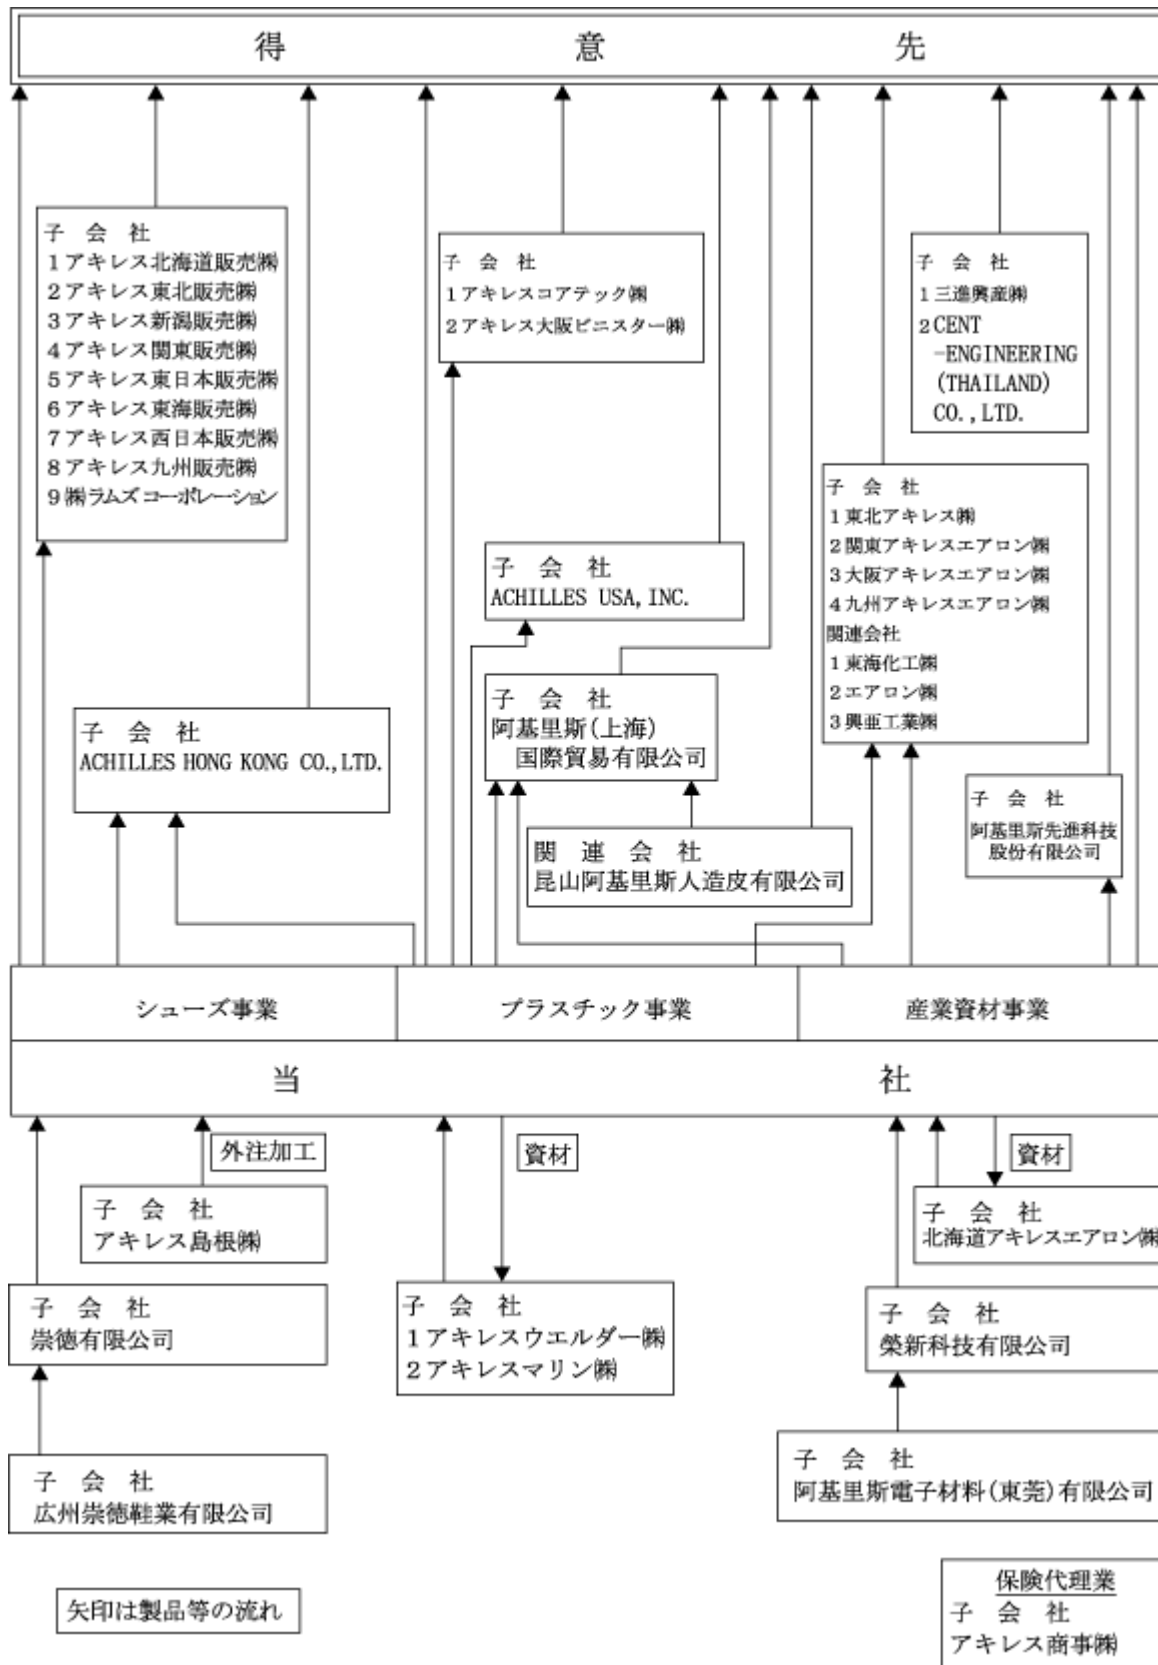 得意先
子会社
1アキレス北海道販売㈱
2アキレス東北販売㈱
3アキレス新潟販売㈱
4アキレス関東販売㈱
5アキレス東日本販売㈱
6アキレス東海販売㈱
7アキレス西日本販売㈱
8アキレス九州販売㈱
9㈱ラムズコーポレーション
子会社
1アキレスコアテック㈱
2アキレス大阪ビニスター㈱
子会社
1三進興産㈱
2CENT
-ENGINEERING
(THAILAND)
CO.,LTD.
子会社
1東北アキレス㈱
2関東アキレスエアロン㈱
3大阪アキレスエアロン㈱
4九州アキレスエアロン㈱
関連会社
1東海化工㈱
2エアロン㈱
3興亜工業㈱
子会社
ACHILLES USA,INC.
子会社
阿基里斯(上海)
国際貿易有限公司
子会社
ACHILLES HONG KONG CO.,LTD.
関連会社
昆山阿基里斯人造皮有限公司
子会社
阿基里斯先進科技
股份有限公司
シューズ事業
プラスチック事業
産業資材事業
当社
外注加工
資材
資材
子会社
アキレス島根㈱
子会社
北海道アキレスエアロン㈱
子会社
崇徳有限公司
子会社
1アキレスウエルダー㈱
2アキレスマリン㈱
子会社
榮新科技有限公司
子会社
広州崇徳鞋業有限公司
子会社
阿基里斯電子材料(東莞)有限公司
矢印は製品等の流れ
保険代理業
子会社
アキレス商事㈱